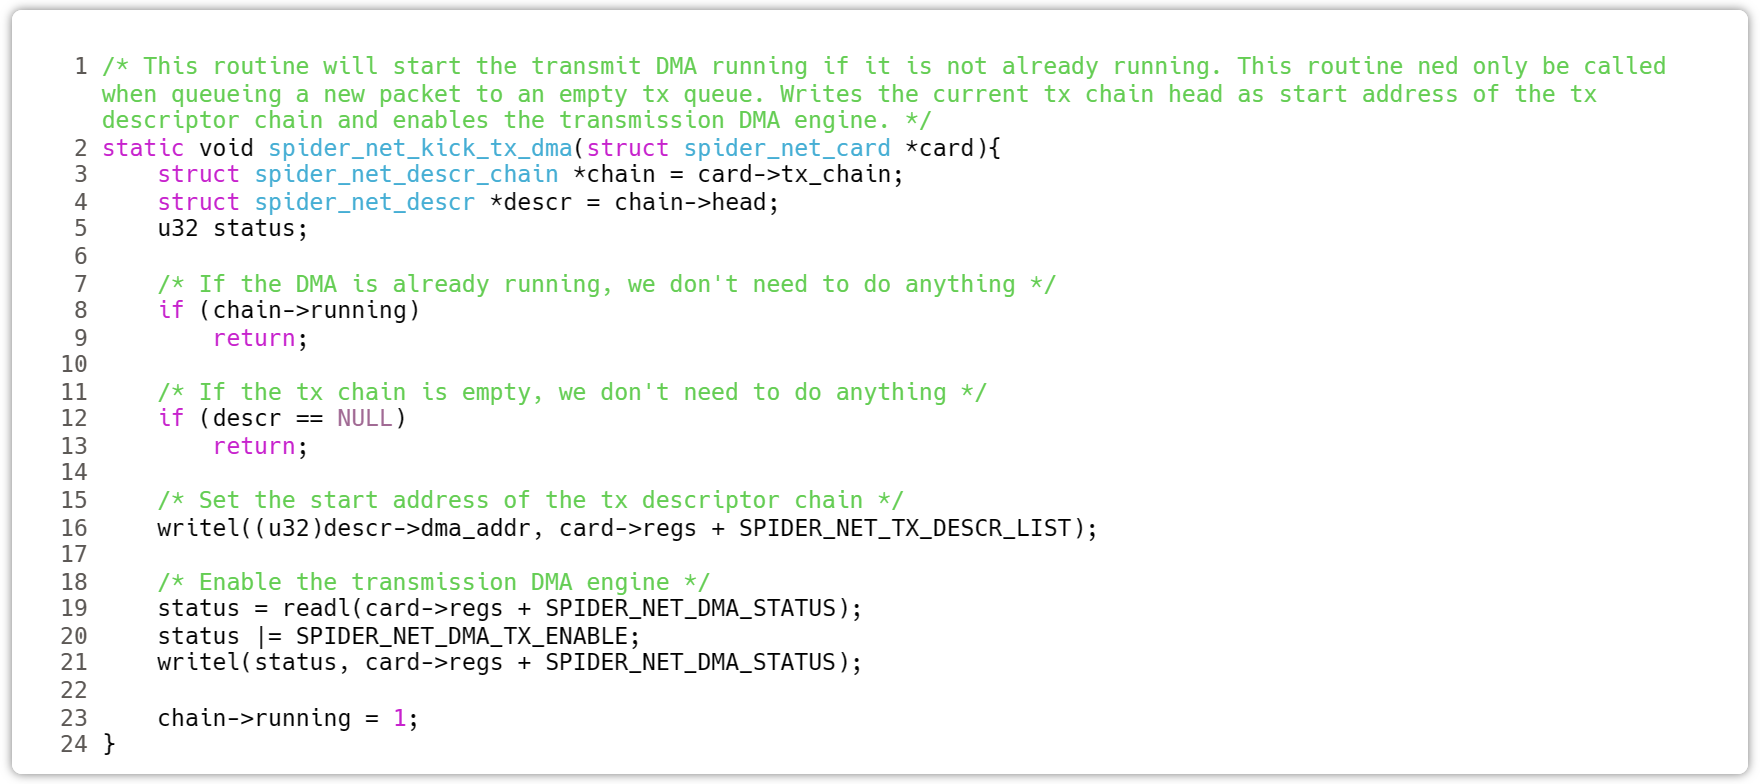 1 /* This routine will start the transmit DMA running if it is not already running. This routine ned only be called
when queueing a new packet to an empty tx queue. Writes the current tx chain head as start address of the tx
descriptor chain and enables the transmission DMA engine. */
2 static void spider_net_kick_tx_dma(struct spider_net_card *card){
3     struct spider_net_descr_chain *chain = card->tx_chain;
4     struct spider_net_descr *descr = chain->head;
5     u32 status;
6
7     /* If the DMA is already running, we don't need to do anything */
8     if (chain->running)
9         return;
10
11     /* If the tx chain is empty, we don't need to do anything */
12     if (descr == NULL)
13         return;
14
15     /* Set the start address of the tx descriptor chain */
16     writel((u32)descr->dma_addr, card->regs + SPIDER_NET_TX_DESCR_LIST);
17
18     /* Enable the transmission DMA engine */
19     status = readl(card->regs + SPIDER_NET_DMA_STATUS);
20     status |= SPIDER_NET_DMA_TX_ENABLE;
21     writel(status, card->regs + SPIDER_NET_DMA_STATUS);
22
23     chain->running = 1;
24 }